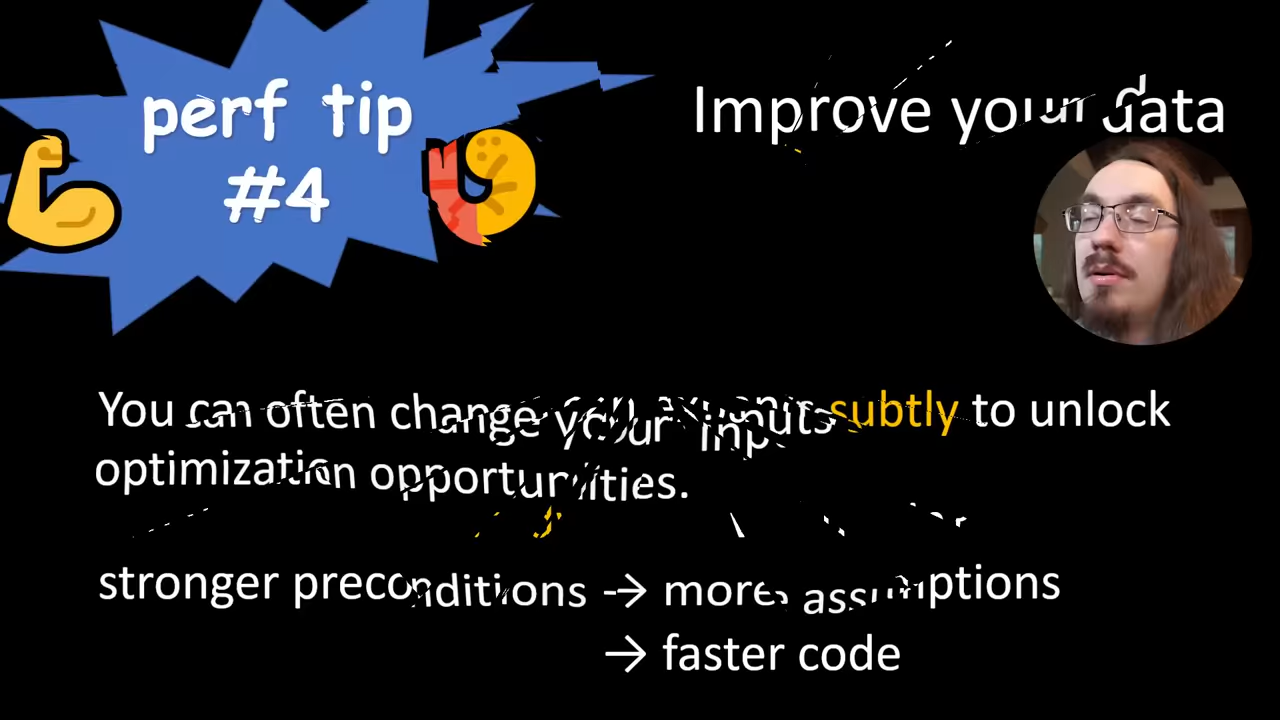 perf tip
#4
Improve your data
You can often change your inputs subtly to unlock
optimization opportunities.
stronger preconditions -> more assumptions
→ faster code